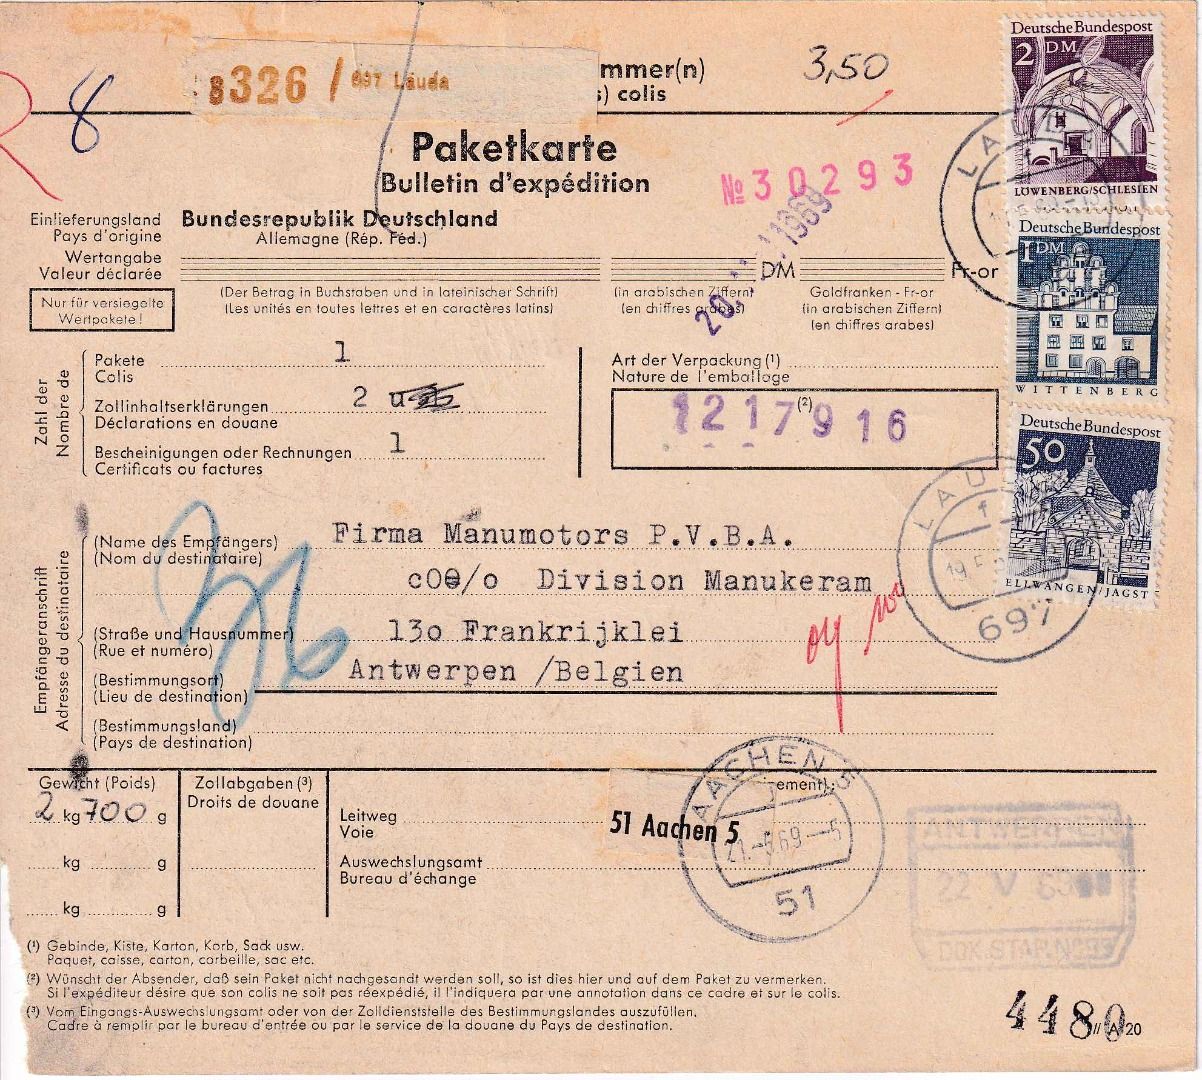 8326 / 697 Lauda
mmer(n)
) colis
3,50
8
Paketkarte
Bulletin d'expédition
№ 30293
Einlieferungsland
Pays d'origine
Bundesrepublik Deutschland
Allemagne (Rép. Féd.)
Wertangabe
Valeur déclarée
DM
Fr-or
Nur für versiegelte
Wertpakete!
(Der Betrag in Buchstaben und in lateinischer Schrift)
(Les unités en toutes lettres et en caractères latins)
(in arabischen Ziffern)
(en chiffres arabes)
Goldfranken - Fr-or
(in arabischen Ziffern)
(en chiffres arabes)
20. 1969
Zahl der
Nombre de
Pakete 1
Colis
Zollinhaltserklärungen 2
Déclarations en douane
Bescheinigungen oder Rechnungen 1
Certificats ou factures
Art der Verpackung (¹)
Nature de l'emballage
(²)
1217916
Empfängeranschrift
Adresse du destinataire
(Name des Empfängers) Firma Manumotors P.V.B.A.
(Nom du destinataire)
c0θ/o Division Manukeram
(Straße und Hausnummer) 13o Frankrijklei
(Rue et numéro)
(Bestimmungsort) Antwerpen /Belgien
(Lieu de destination)
(Bestimmungsland)
(Pays de destination)
Gewicht (Poids)
2 kg 700 g
kg g
kg g
Zollabgaben (³)
Droits de douane
Leitweg
Voie
ement)
51 Aachen 5
Auswechslungsamt
Bureau d'échange
AACHEN 5
21.-5.69--5
51
ANTWERPEN
22 V 69
DOK.STAP.
(¹) Gebinde, Kiste, Karton, Korb, Sack usw.
Paquet, caisse, carton, corbeille, sac etc.
(²) Wünscht der Absender, daß sein Paket nicht nachgesandt werden soll, so ist dies hier und auf dem Paket zu vermerken.
Si l'expéditeur désire que son colis ne soit pas réexpédié, il l'indiquera par une annotation dans ce cadre et sur le colis.
(³) Vom Eingangs-Auswechslungsamt oder von der Zolldienststelle des Bestimmungslandes auszufüllen.
Cadre à remplir par le bureau d'entrée ou par le service de la douane du Pays de destination.
4480
A 20
Deutsche Bundespost
2 DM
LÖWENBERG/SCHLESIEN
Deutsche Bundespost
1 DM
WITTENBERG
Deutsche Bundespost
50
ELLWANGEN/JAGST
LAUDA
f
LAUDA
f
19.5.
697